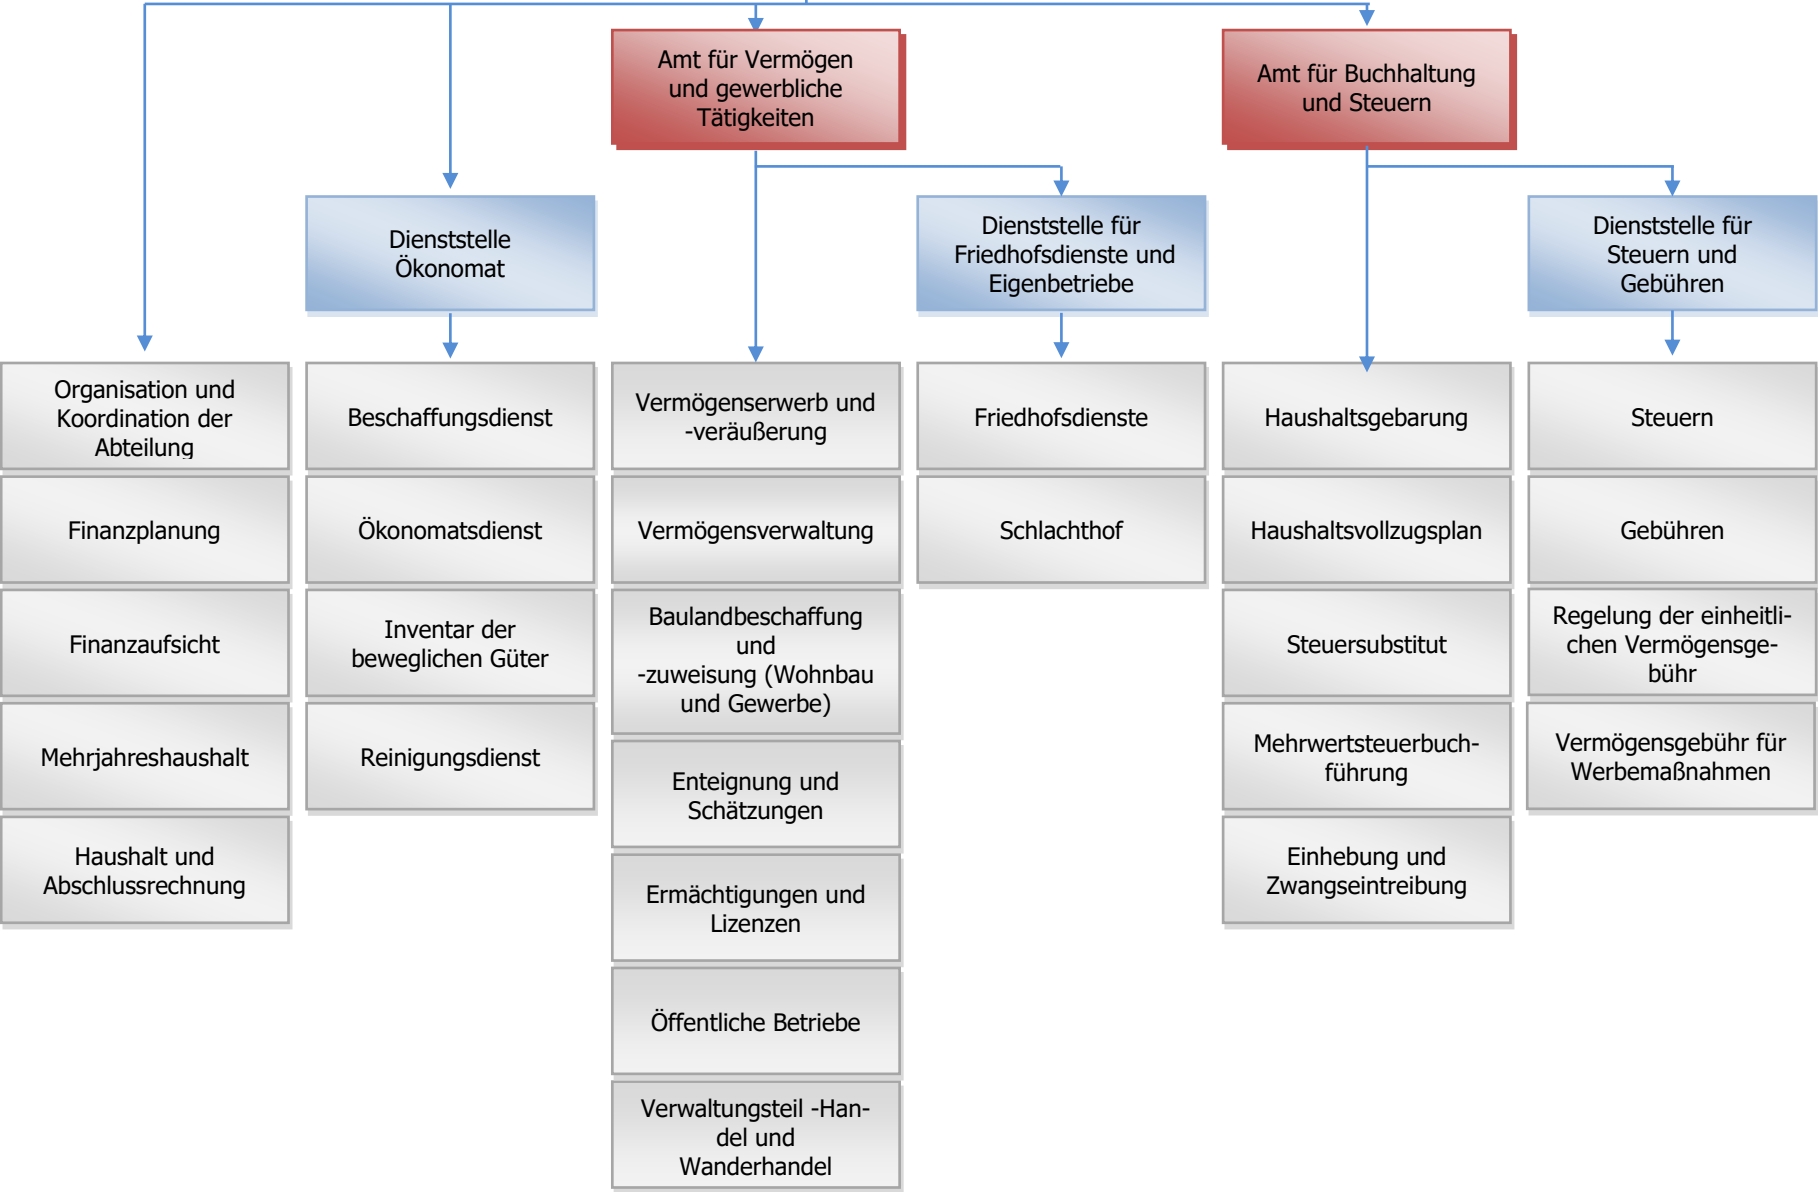 Amt für Vermögen
und gewerbliche
Tätigkeiten
Amt für Buchhaltung
und Steuern
Dienststelle
Ökonomat
Dienststelle für
Friedhofsdienste und
Eigenbetriebe
Dienststelle für
Steuern und
Gebühren
Organisation und
Koordination der
Abteilung
Finanzplanung
Finanzaufsicht
Mehrjahreshaushalt
Haushalt und
Abschlussrechnung
Beschaffungsdienst
Ökonomatsdienst
Inventar der
beweglichen Güter
Reinigungsdienst
Vermögenserwerb und
-veräußerung
Vermögensverwaltung
Baulandbeschaffung
und
-zuweisung (Wohnbau
und Gewerbe)
Enteignung und
Schätzungen
Ermächtigungen und
Lizenzen
Öffentliche Betriebe
Verwaltungsteil -Han-
del und
Wanderhandel
Friedhofsdienste
Schlachthof
Haushaltsgebarung
Haushaltsvollzugsplan
Steuersubstitut
Mehrwertsteuerbuch-
führung
Einhebung und
Zwangseintreibung
Steuern
Gebühren
Regelung der einheitli-
chen Vermögensge-
bühr
Vermögensgebühr für
Werbemaßnahmen